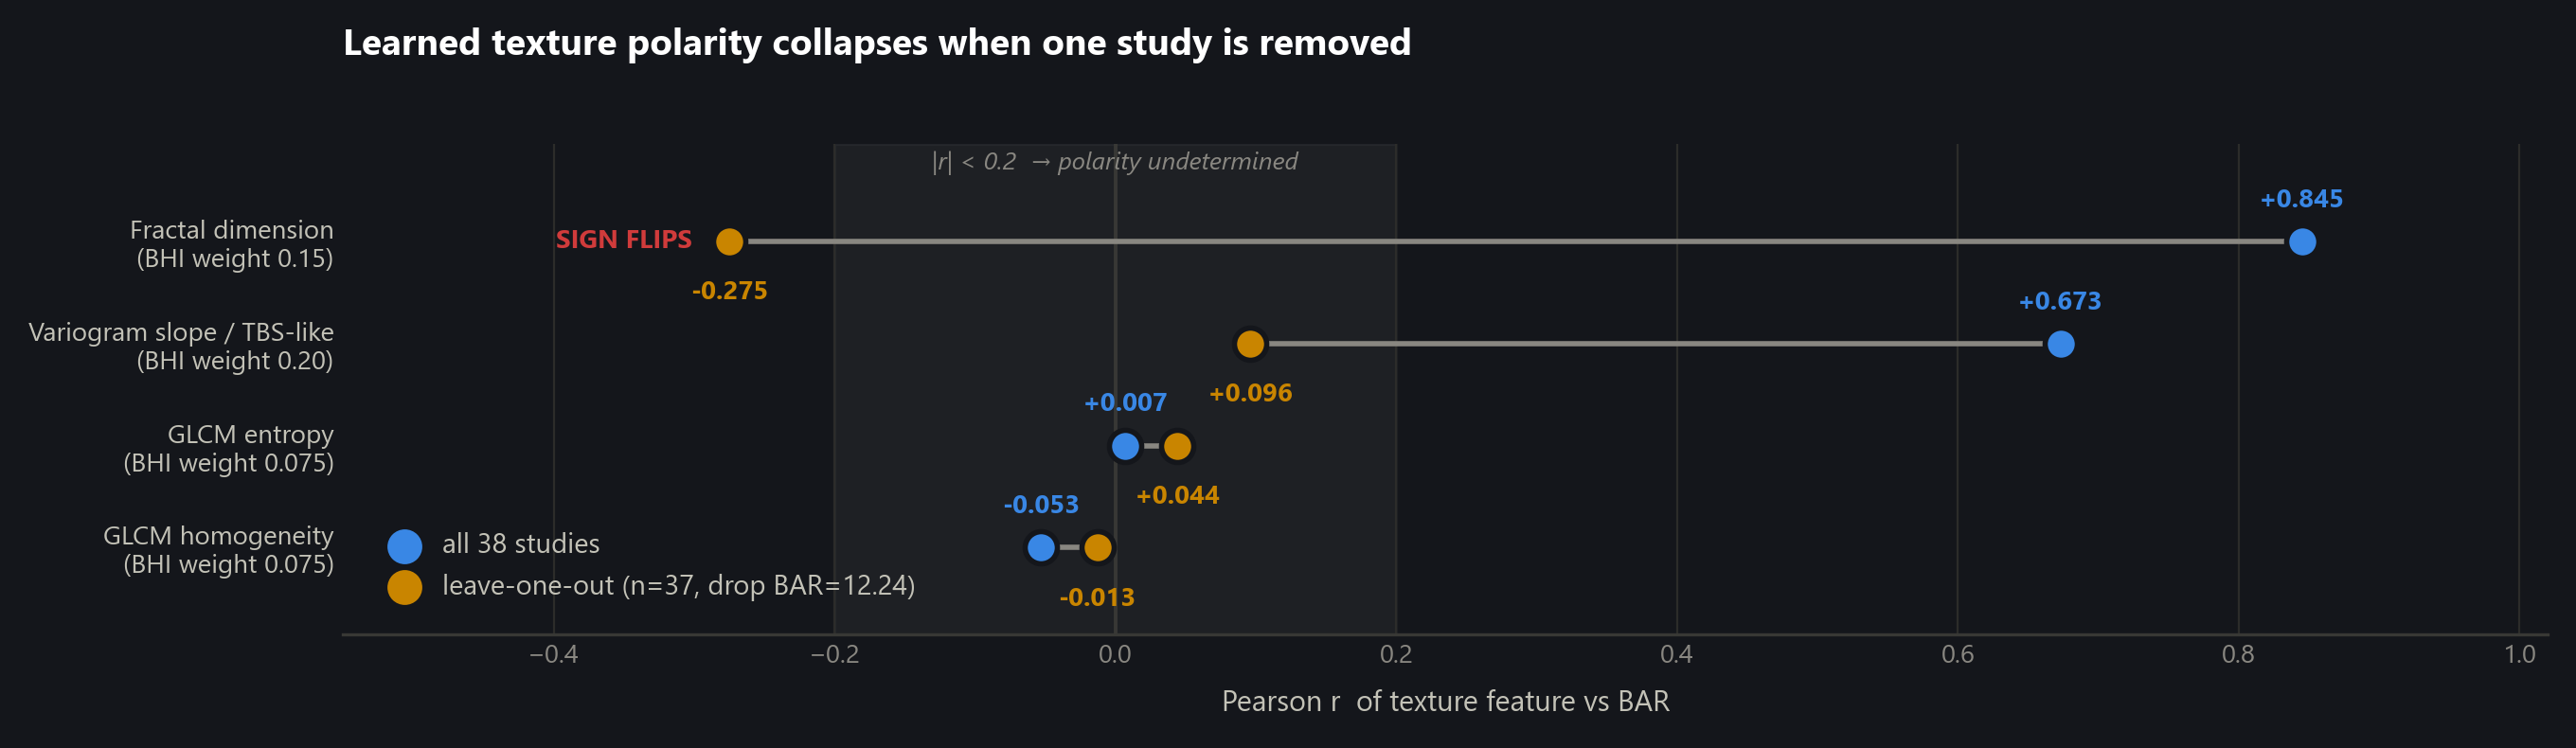 Learned texture polarity collapses when one study is removed
|r| < 0.2 → polarity undetermined
+0.845
Fractal dimension
(BHI weight 0.15)
SIGN FLIPS
-0.275
+0.673
Variogram slope / TBS-like
(BHI weight 0.20)
+0.096
+0.007
GLCM entropy
(BHI weight 0.075)
+0.044
-0.053
GLCM homogeneity
(BHI weight 0.075)
-0.013
all 38 studies
leave-one-out (n=37, drop BAR=12.24)
−0.4 −0.2 0.0 0.2 0.4 0.6 0.8 1.0
Pearson r  of texture feature vs BAR